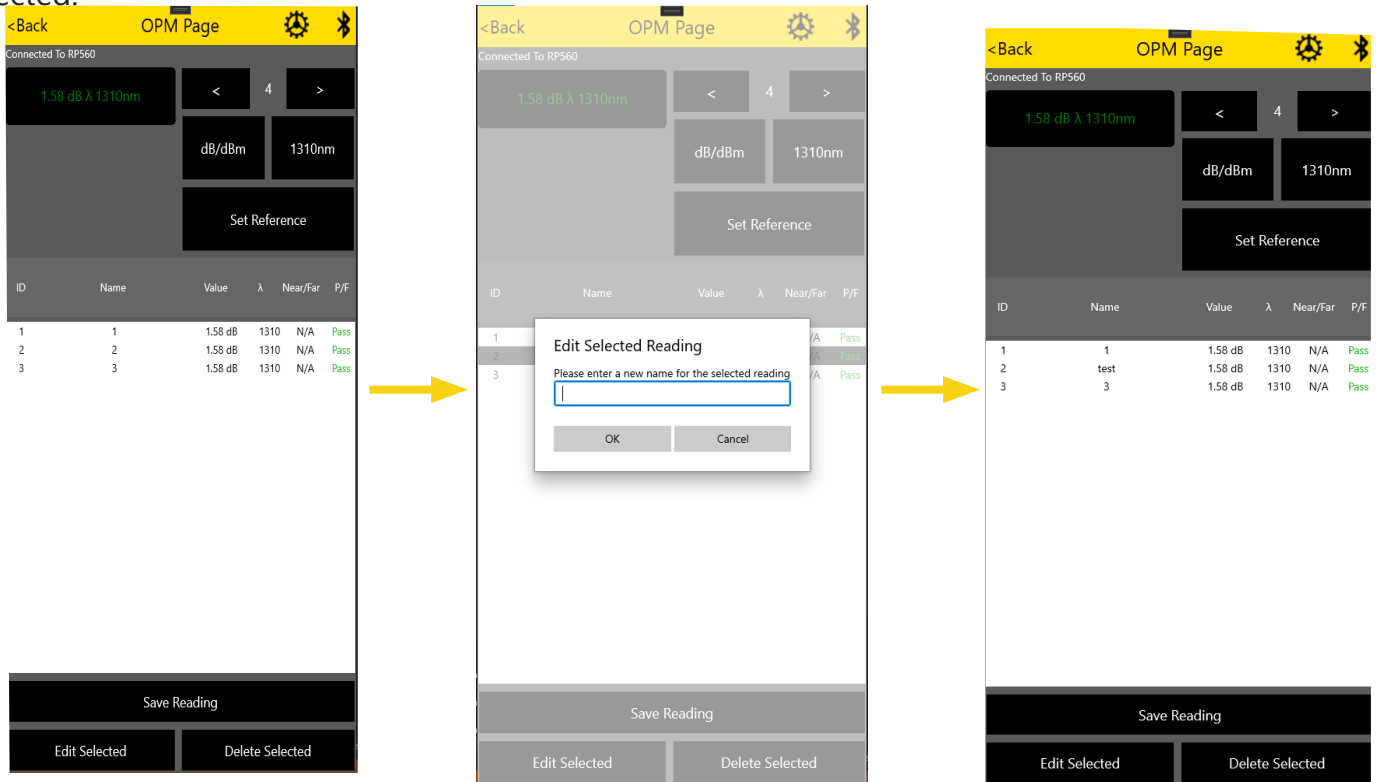 <Back OPM Page
Connected To RP560
1.58 dB λ 1310nm < 4 >
dB/dBm 1310nm
Set Reference
ID Name Value λ Near/Far P/F
1 1 1.58 dB 1310 N/A Pass
2 2 1.58 dB 1310 N/A Pass
3 3 1.58 dB 1310 N/A Pass
Save Reading
Edit Selected Delete Selected
<Back OPM Page
Connected To RP560
1.58 dB λ 1310nm < 4 >
dB/dBm 1310nm
Set Reference
ID Name Value λ Near/Far P/F
1 /A Pass
2 /A Pass
3 /A Pass
Edit Selected Reading
Please enter a new name for the selected reading
OK Cancel
Save Reading
Edit Selected Delete Selected
<Back OPM Page
Connected To RP560
1.58 dB λ 1310nm < 4 >
dB/dBm 1310nm
Set Reference
ID Name Value λ Near/Far P/F
1 1 1.58 dB 1310 N/A Pass
2 test 1.58 dB 1310 N/A Pass
3 3 1.58 dB 1310 N/A Pass
Save Reading
Edit Selected Delete Selected